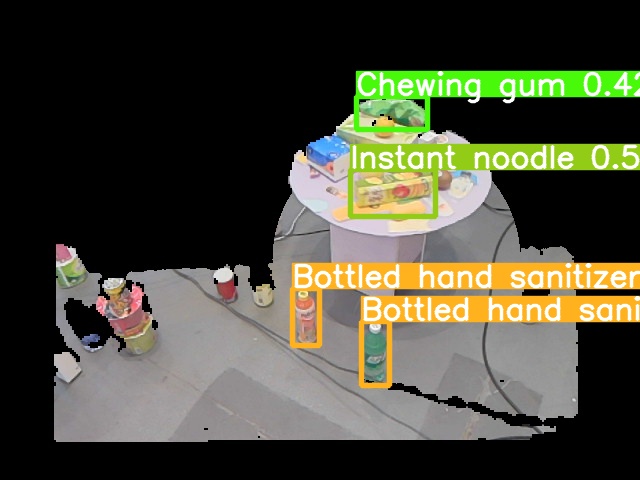 Chewing gum 0.42
Instant noodle 0.5
Bottled hand sanitizer
Bottled hand sani